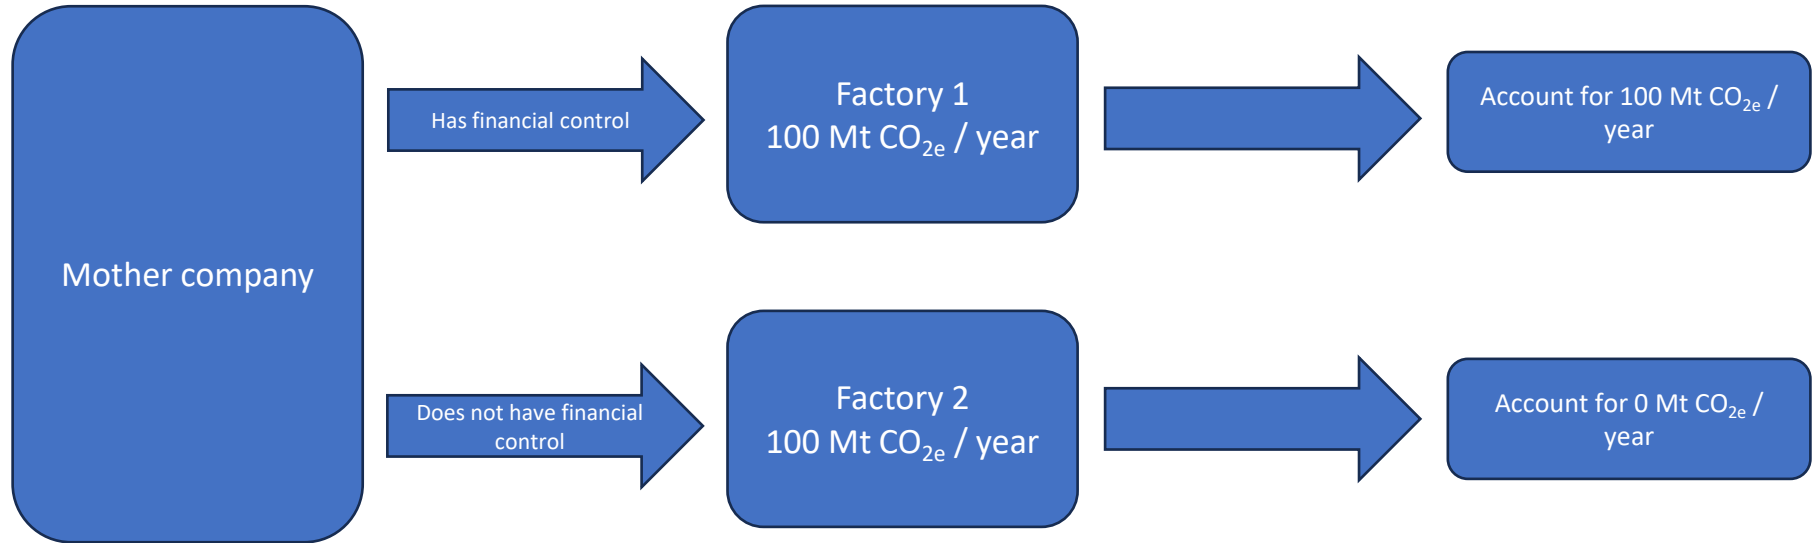 Mother company
Has financial control
Factory 1
100 Mt CO2e / year
Account for 100 Mt CO2e /
year
Does not have financial
control
Factory 2
100 Mt CO2e / year
Account for 0 Mt CO2e /
year